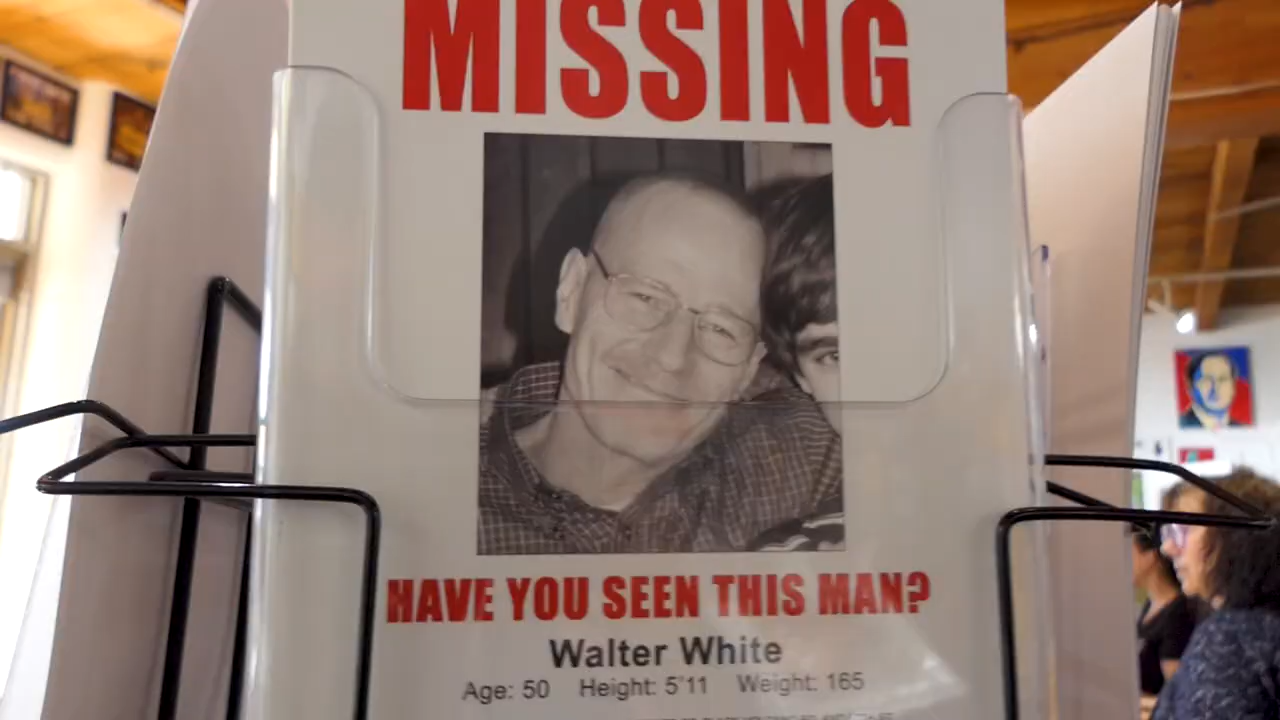 MISSING
HAVE YOU SEEN THIS MAN?
Walter White
Age: 50 Height: 5'11 Weight: 165